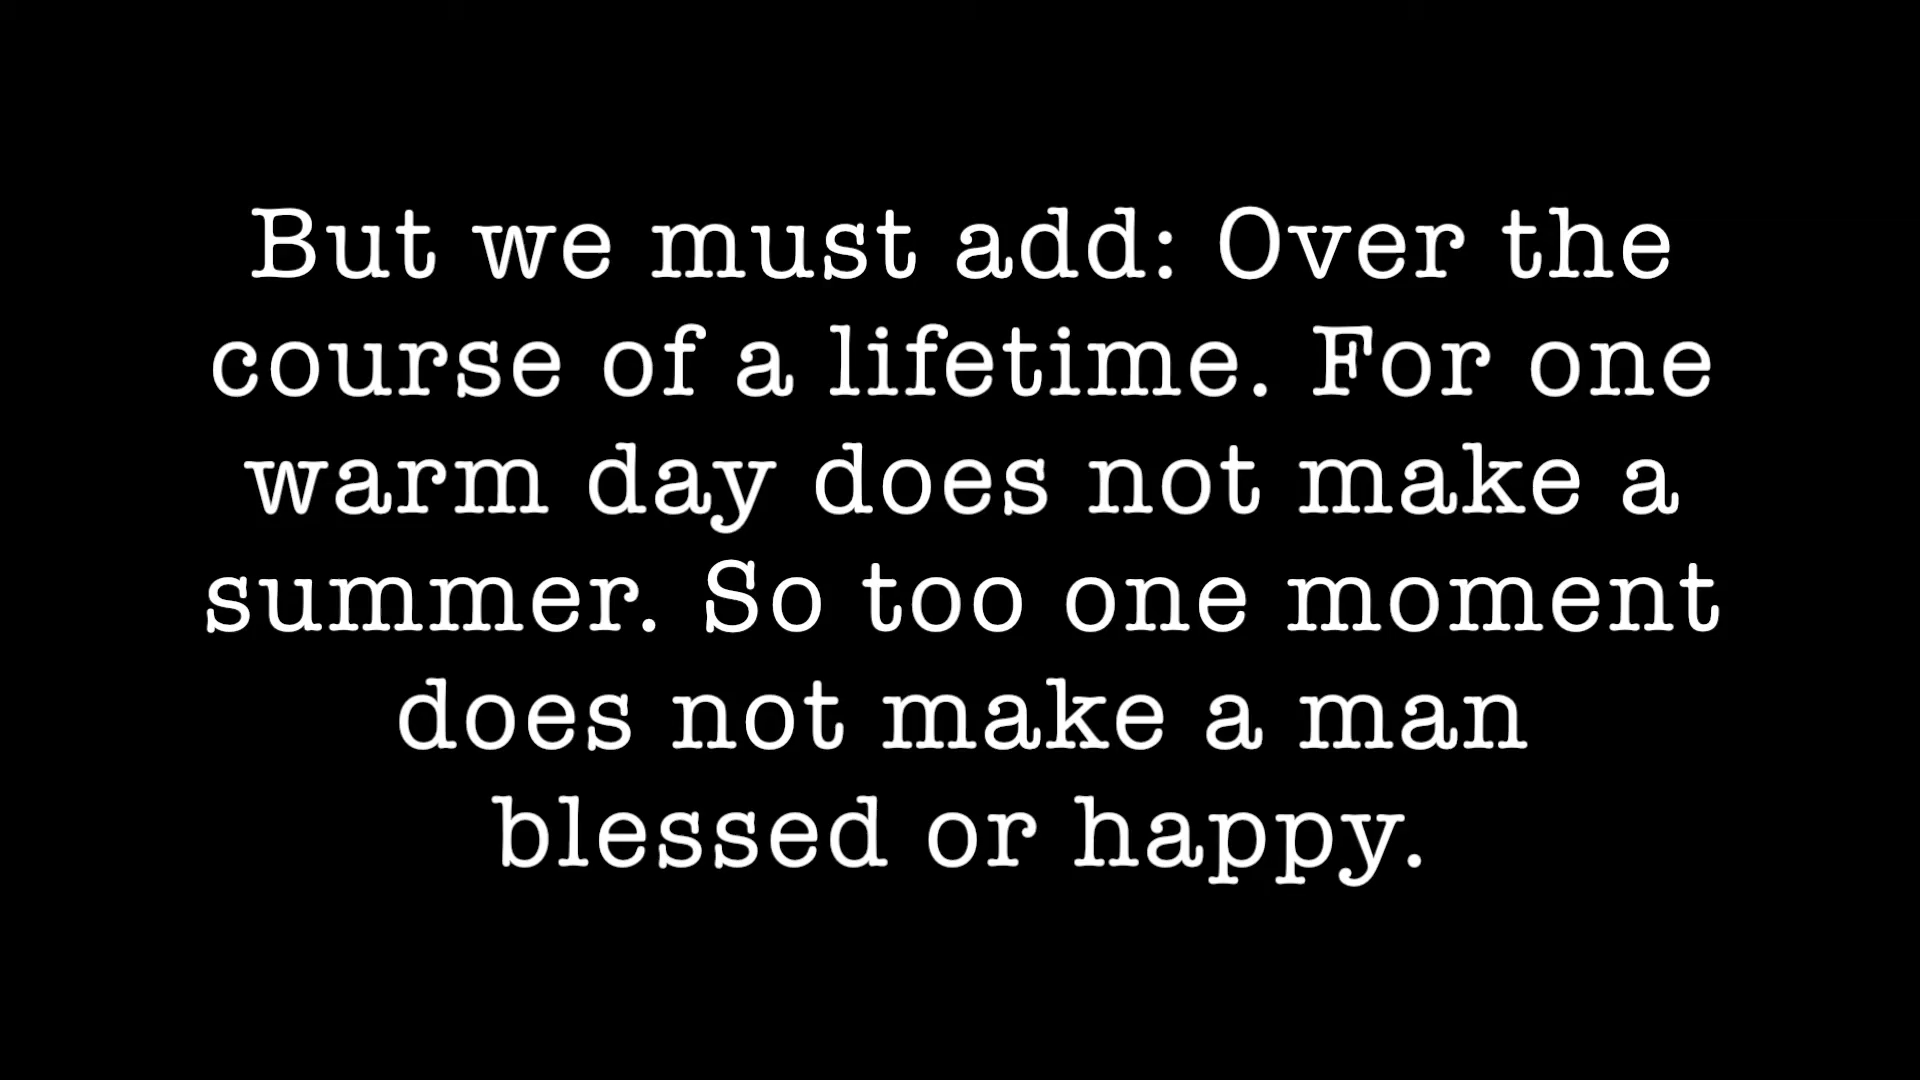 But we must add: Over the
course of a lifetime. For one
warm day does not make a
summer. So too one moment
does not make a man
blessed or happy.